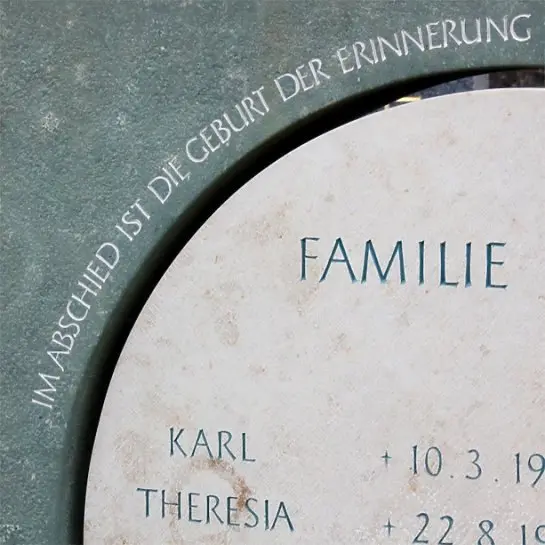 IM ABSCHIED IST DIE GEBURT DER ERINNERUNG
FAMILIE
KARL + 10.3.19
THERESIA + 22.8.19